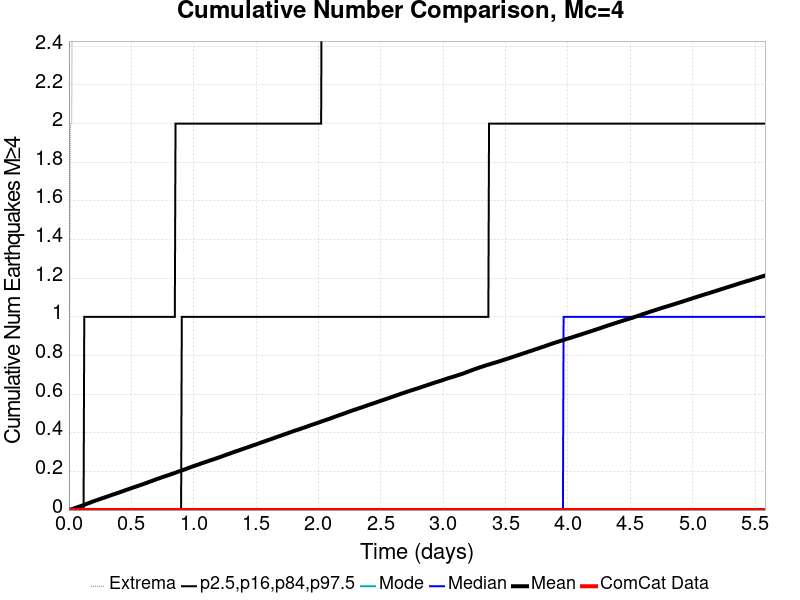 Cumulative Number Comparison, Mc=4
Cumulative Num Earthquakes M≥4
2.4
2.2
2
1.8
1.6
1.4
1.2
1
0.8
0.6
0.4
0.2
0
0.0 0.5 1.0 1.5 2.0 2.5 3.0 3.5 4.0 4.5 5.0 5.5
Time (days)
Extrema p2.5,p16,p84,p97.5 Mode Median Mean ComCat Data